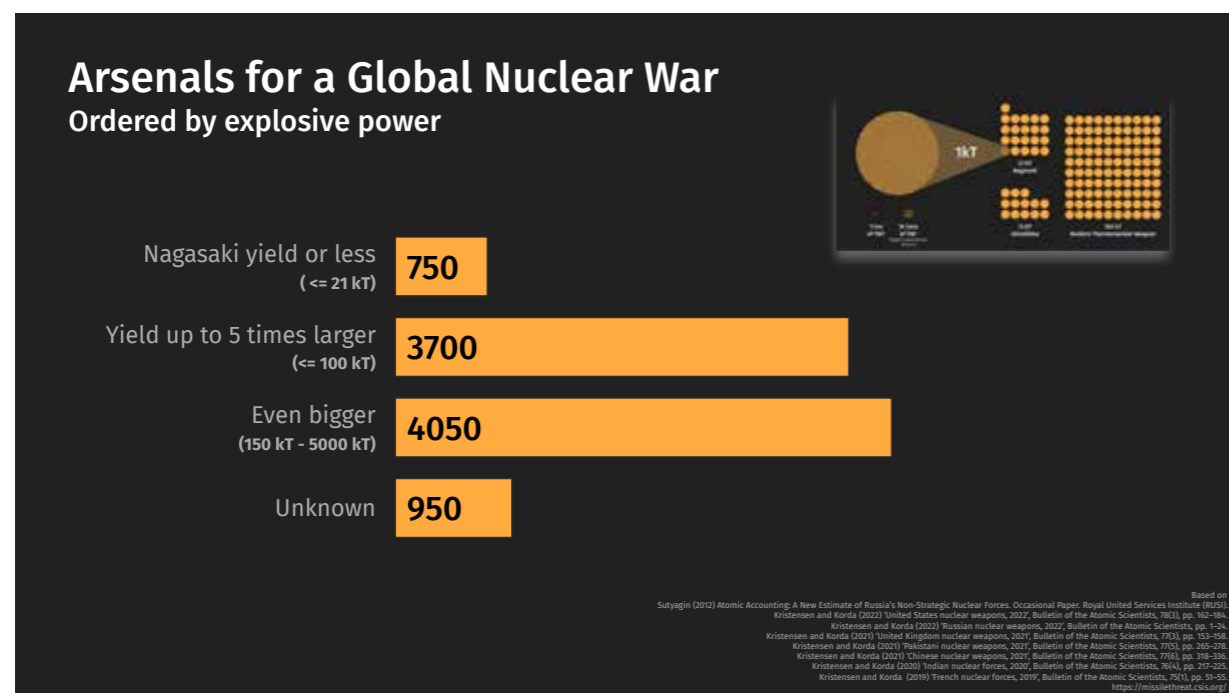 Arsenals for a Global Nuclear War
Ordered by explosive power
1kT
Nagasaki yield or less
( <= 21 kT)
750
Yield up to 5 times larger
(<= 100 kT)
3700
Even bigger
(150 kT - 5000 kT)
4050
Unknown
950
Based on
Sutyagin (2012) Atomic Accounting: A New Estimate of Russia's Non-Strategic Nuclear Forces. Occasional Paper. Royal United Services Institute (RUSI).
Kristensen and Korda (2022) 'United States nuclear weapons, 2022', Bulletin of the Atomic Scientists, 78(3), pp. 162–184.
Kristensen and Korda (2022) 'Russian nuclear weapons, 2022', Bulletin of the Atomic Scientists, pp. 1–24.
Kristensen and Korda (2021) 'United Kingdom nuclear weapons, 2021', Bulletin of the Atomic Scientists, 77(3), pp. 153–158.
Kristensen and Korda (2021) 'Pakistani nuclear weapons, 2021', Bulletin of the Atomic Scientists, 77(5), pp. 265–278.
Kristensen and Korda (2021) 'Chinese nuclear weapons, 2021', Bulletin of the Atomic Scientists, 77(6), pp. 318–336.
Kristensen and Korda (2020) 'Indian nuclear forces, 2020', Bulletin of the Atomic Scientists, 76(4), pp. 217–225.
Kristensen and Korda (2019) 'French nuclear forces, 2019', Bulletin of the Atomic Scientists, 75(1), pp. 51–55.
https://missilethreat.csis.org/